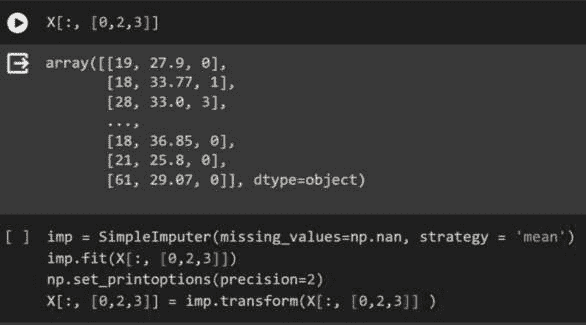 X[:, [0,2,3]]
array([[19, 27.9, 0],
[18, 33.77, 1],
[28, 33.0, 3],
...,
[18, 36.85, 0],
[21, 25.8, 0],
[61, 29.07, 0]], dtype=object)
[ ] imp = SimpleImputer(missing_values=np.nan, strategy = 'mean')
imp.fit(X[:, [0,2,3]])
np.set_printoptions(precision=2)
X[:, [0,2,3]] = imp.transform(X[:, [0,2,3]] )